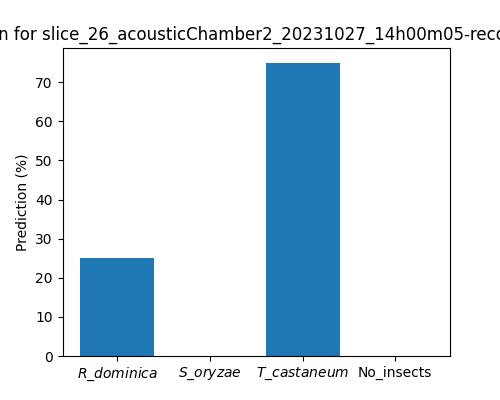 n for slice_26_acousticChamber2_20231027_14h00m05-reco
Prediction (%)
70
60
50
40
30
20
10
0
R_dominica S_oryzae T_castaneum No_insects